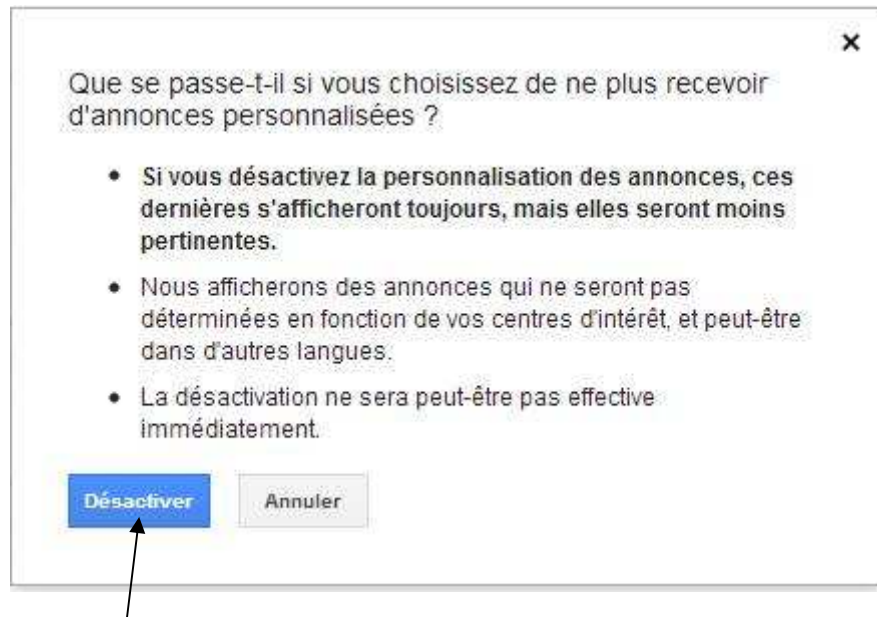 ×
Que se passe-t-il si vous choisissez de ne plus recevoir
d'annonces personnalisées ?
• Si vous désactivez la personnalisation des annonces, ces
dernières s'afficheront toujours, mais elles seront moins
pertinentes.
• Nous afficherons des annonces qui ne seront pas
déterminées en fonction de vos centres d'intérêt, et peut-être
dans d'autres langues.
• La désactivation ne sera peut-être pas effective
immédiatement.
Désactiver Annuler